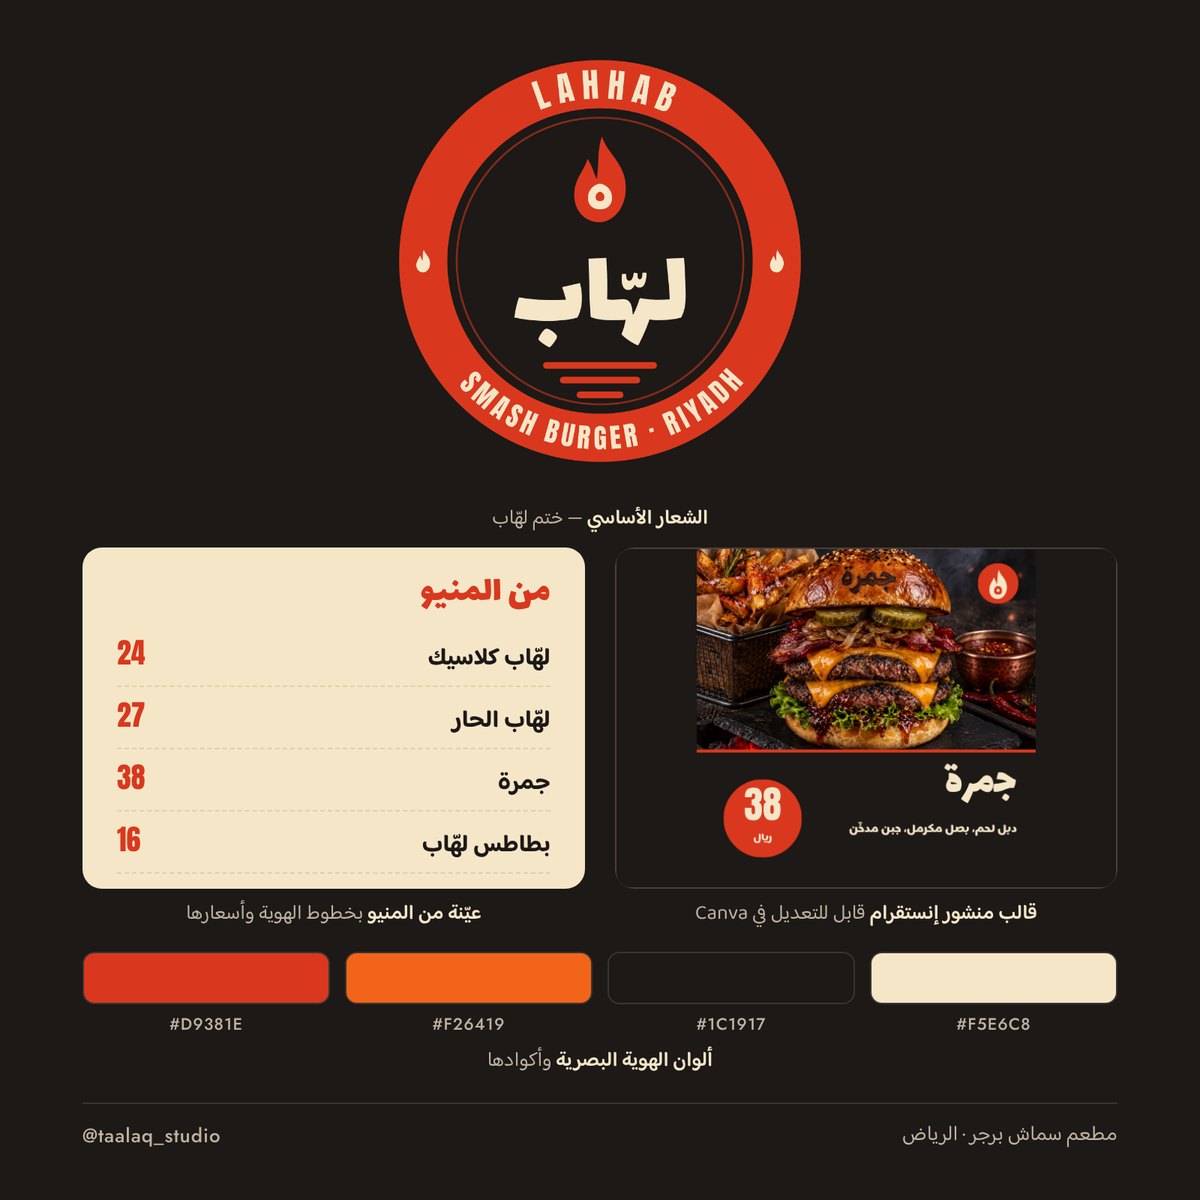 LAHHAB
لهّاب
SMASH BURGER · RIYADH
الشعار الأساسي — ختم لهّاب
جمرة
جمرة
دبل لحم، بصل مكرمل، جبن مدخّن
38
ريال
قالب منشور إنستقرام قابل للتعديل في Canva
من المنيو
لهّاب كلاسيك 24
لهّاب الحار 27
جمرة 38
بطاطس لهّاب 16
عيّنة من المنيو بخطوط الهوية وأسعارها
#D9381E #F26419 #1C1917 #F5E6C8
ألوان الهوية البصرية وأكوادها
مطعم سماش برجر · الرياض
@taalaq_studio